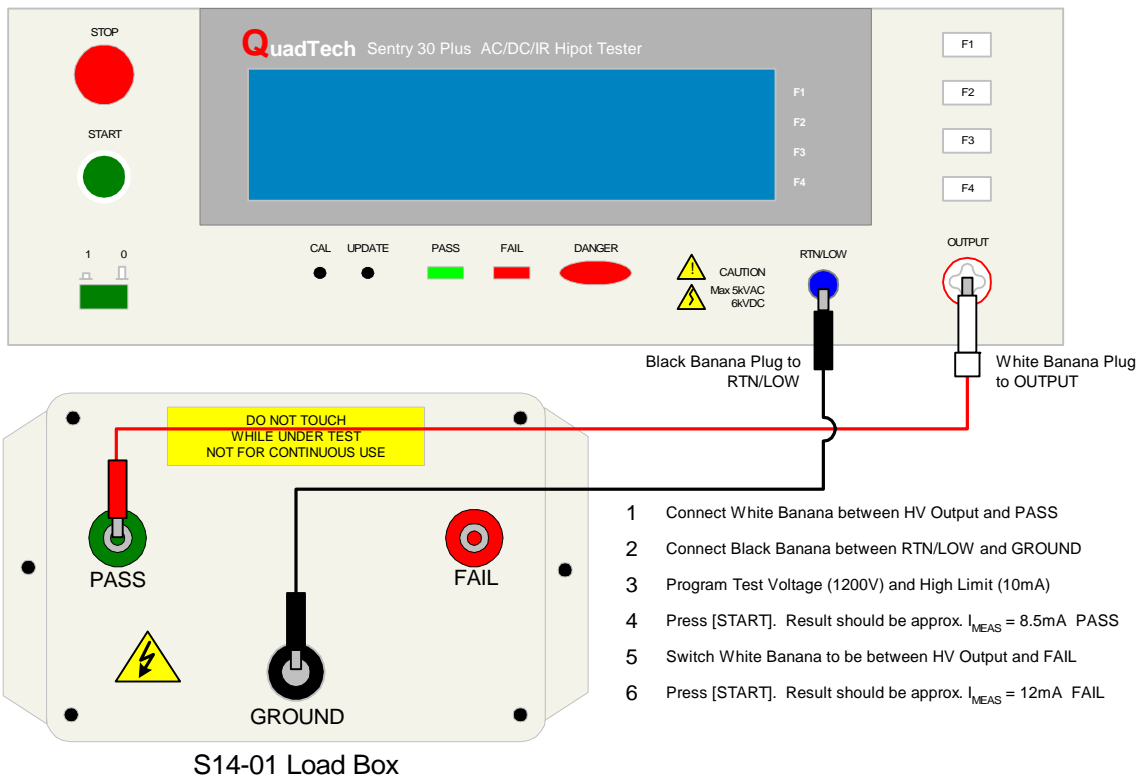 STOP
QuadTech Sentry 30 Plus AC/DC/IR Hipot Tester
F1
F1
F2
F2
START
F3
F3
F4
F4
1 0
CAL UPDATE PASS FAIL DANGER
CAUTION
Max 5kVAC
6kVDC
RTN/LOW
OUTPUT
Black Banana Plug to
RTN/LOW
White Banana Plug
to OUTPUT
DO NOT TOUCH
WHILE UNDER TEST
NOT FOR CONTINUOUS USE
PASS
FAIL
GROUND
S14-01 Load Box
1 Connect White Banana between HV Output and PASS
2 Connect Black Banana between RTN/LOW and GROUND
3 Program Test Voltage (1200V) and High Limit (10mA)
4 Press [START]. Result should be approx. I_MEAS = 8.5mA PASS
5 Switch White Banana to be between HV Output and FAIL
6 Press [START]. Result should be approx. I_MEAS = 12mA FAIL